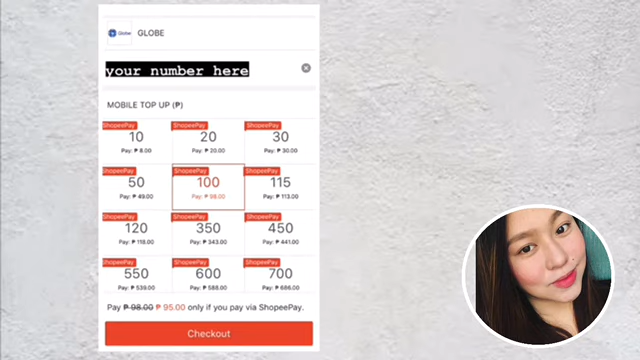 Globe GLOBE
your number here
MOBILE TOP UP (₱)
ShopeePay ShopeePay ShopeePay
10 20 30
Pay: ₱ 8.00 Pay: ₱ 20.00 Pay: ₱ 30.00
ShopeePay ShopeePay ShopeePay
50 100 115
Pay: ₱ 49.00 Pay: ₱ 98.00 Pay: ₱ 113.00
ShopeePay ShopeePay ShopeePay
120 350 450
Pay: ₱ 118.00 Pay: ₱ 343.00 Pay: ₱ 441.00
ShopeePay ShopeePay ShopeePay
550 600 700
Pay: ₱ 539.00 Pay: ₱ 588.00 Pay: ₱ 686.00
Pay ₱ 98.00 ₱ 95.00 only if you pay via ShopeePay.
Checkout